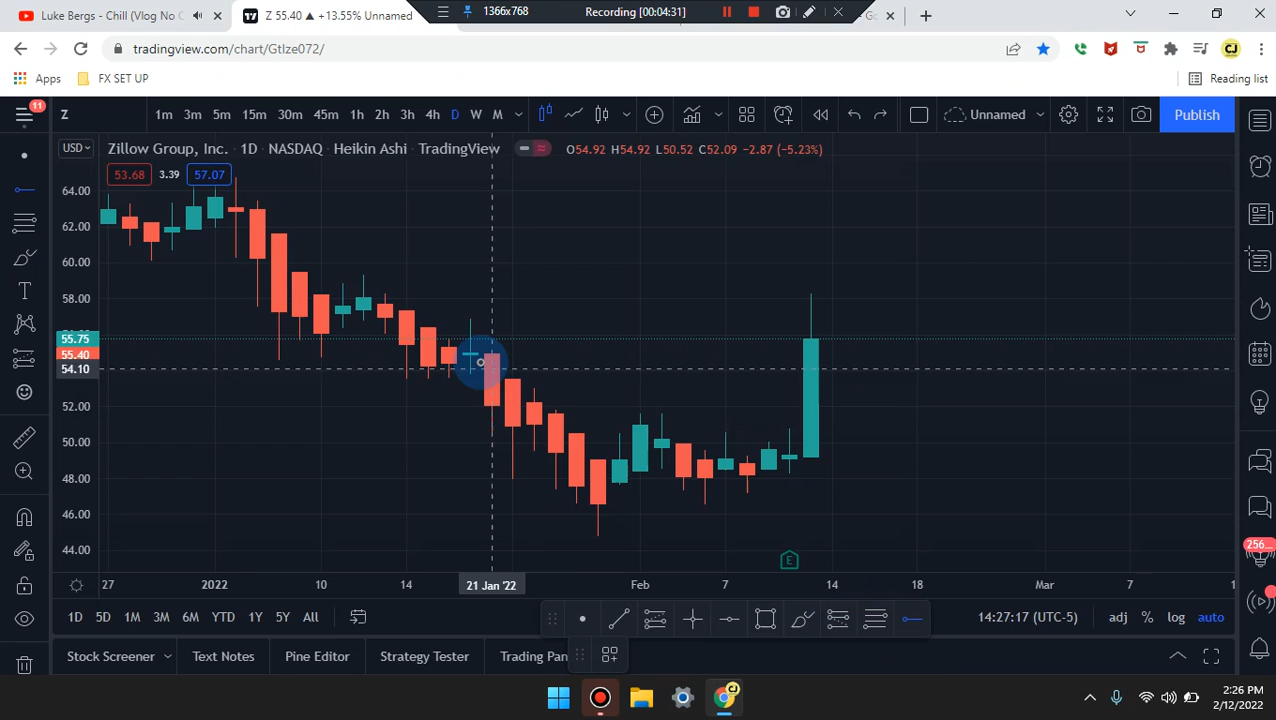 Luke Bergs - Chill (Vlog No C
Z 55.40 ▲ +13.55% Unnamed
1366x768
Recording [00:04:31]
tradingview.com/chart/GtIze072/
Apps
FX SET UP
Reading list
11
Z
1m 3m 5m 15m 30m 45m 1h 2h 3h 4h D W M
Unnamed
Publish
USD
Zillow Group, Inc. · 1D · NASDAQ · Heikin Ashi · TradingView
O54.92 H54.92 L50.52 C52.09 -2.87 (-5.23%)
53.68 3.39 57.07
64.00
62.00
60.00
58.00
55.75
55.40
54.10
52.00
50.00
48.00
46.00
44.00
E
27 2022 10 14 21 Jan '22 Feb 7 14 18 Mar 7
1D 5D 1M 3M 6M YTD 1Y 5Y All
14:27:17 (UTC-5)
adj % log auto
Stock Screener
Text Notes
Pine Editor
Strategy Tester
Trading Pan
256
CJ
2:26 PM
2/12/2022